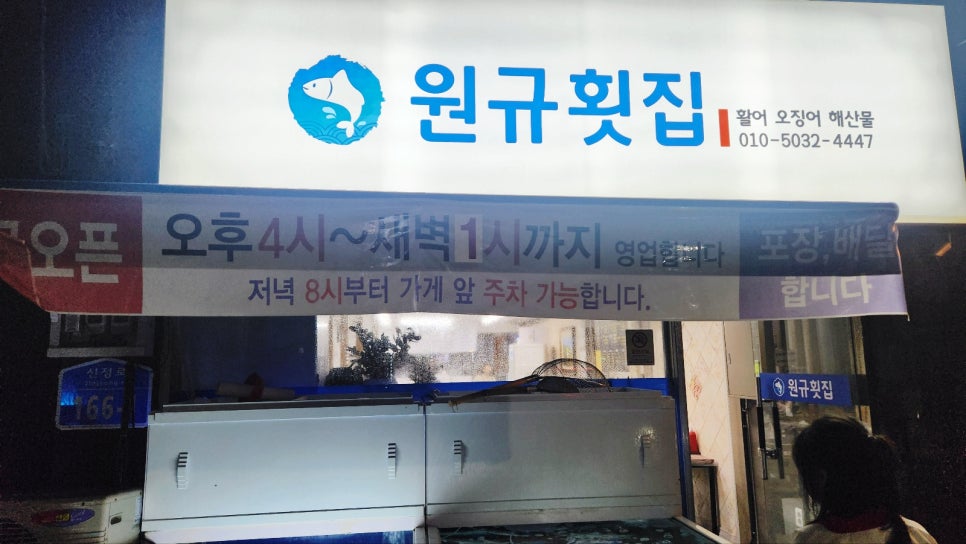 원규횟집
활어 오징어 해산물
010-5032-4447
오픈
오후 4시~새벽 1시까지 영업합니다
저녁 8시부터 가게 앞 주차 가능합니다.
포장,배달
합니다
신정로
166-
원규횟집